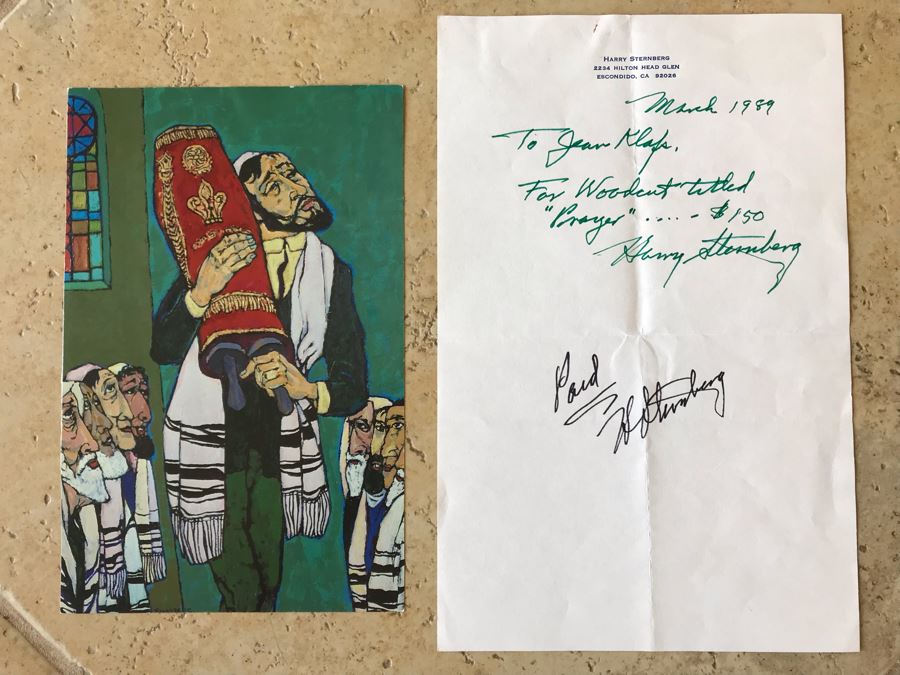 HARRY STERNBERG
2234 HILTON HEAD GLEN
ESCONDIDO, CA 92026
March 1989
To Jean Klafs,
For Woodcut titled
"Prayer" ..... $150
Harry Sternberg
Paid
H Sternberg